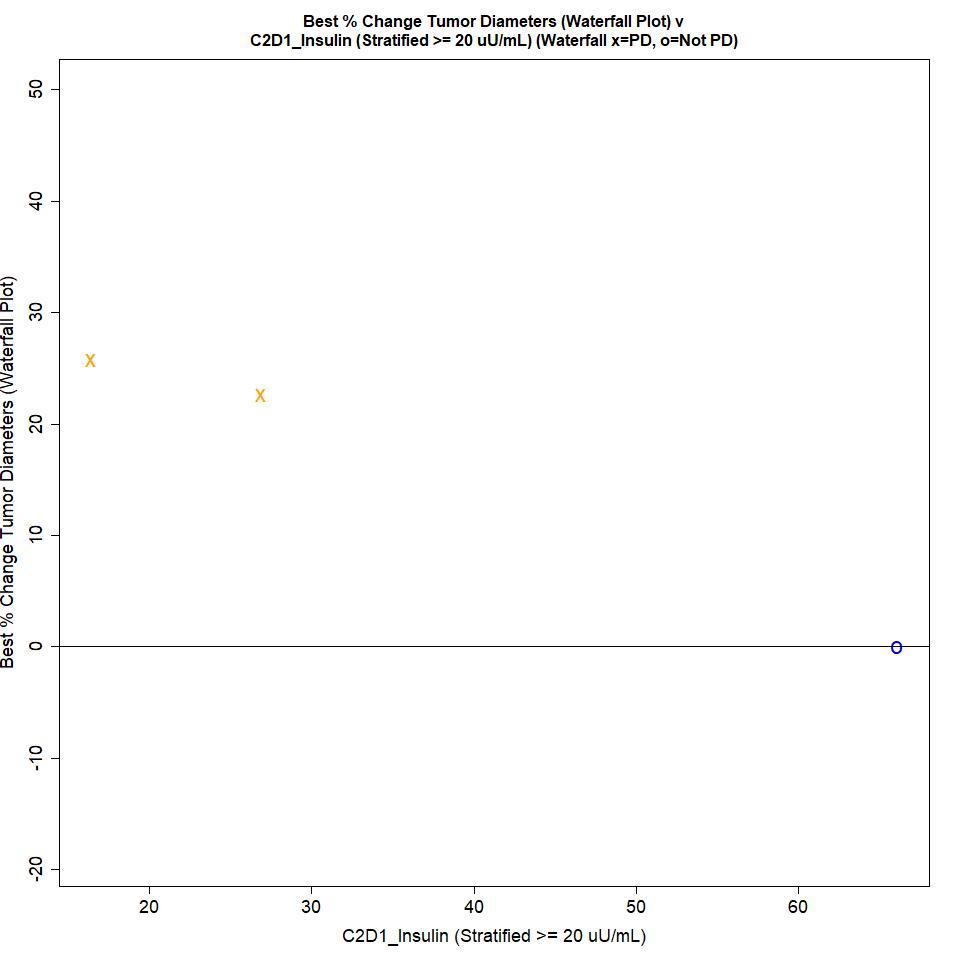 Best % Change Tumor Diameters (Waterfall Plot) v
C2D1_Insulin (Stratified >= 20 uU/mL) (Waterfall x=PD, o=Not PD)
Best % Change Tumor Diameters (Waterfall Plot)
50
40
30
20
10
0
-10
-20
X
X
O
20 30 40 50 60
C2D1_Insulin (Stratified >= 20 uU/mL)